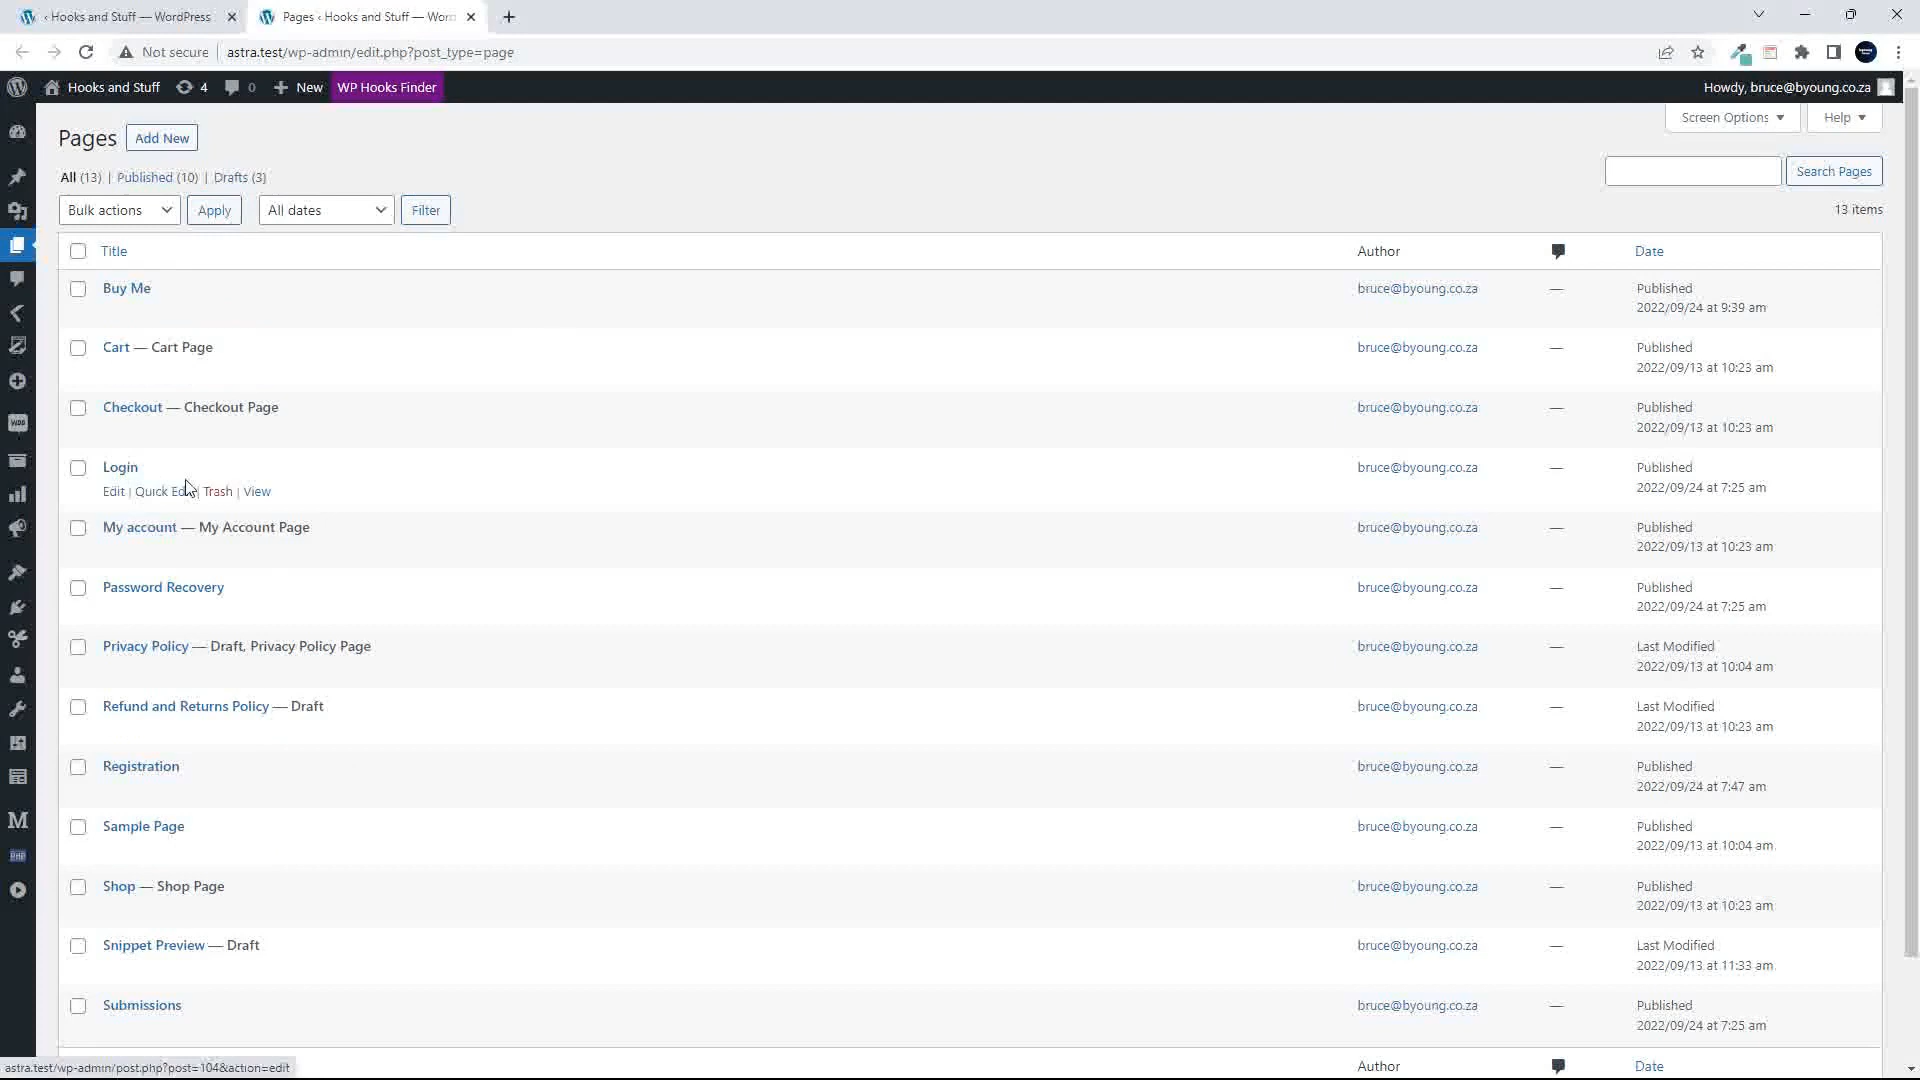 ‹ Hooks and Stuff — WordPress
Pages ‹ Hooks and Stuff — Word
Not secure
astra.test/wp-admin/edit.php?post_type=page
Hooks and Stuff
4
0
New
WP Hooks Finder
Howdy, bruce@byoung.co.za
Pages
Add New
Screen Options
Help
All (13) | Published (10) | Drafts (3)
Search Pages
Bulk actions
Apply
All dates
Filter
13 items
Title
Author
Date
Buy Me
bruce@byoung.co.za
—
Published
2022/09/24 at 9:39 am
Cart — Cart Page
bruce@byoung.co.za
—
Published
2022/09/13 at 10:23 am
Checkout — Checkout Page
bruce@byoung.co.za
—
Published
2022/09/13 at 10:23 am
Login
Edit | Quick Ed | Trash | View
bruce@byoung.co.za
—
Published
2022/09/24 at 7:25 am
My account — My Account Page
bruce@byoung.co.za
—
Published
2022/09/13 at 10:23 am
Password Recovery
bruce@byoung.co.za
—
Published
2022/09/24 at 7:25 am
Privacy Policy — Draft, Privacy Policy Page
bruce@byoung.co.za
—
Last Modified
2022/09/13 at 10:04 am
Refund and Returns Policy — Draft
bruce@byoung.co.za
—
Last Modified
2022/09/13 at 10:23 am
Registration
bruce@byoung.co.za
—
Published
2022/09/24 at 7:47 am
Sample Page
bruce@byoung.co.za
—
Published
2022/09/13 at 10:04 am
Shop — Shop Page
bruce@byoung.co.za
—
Published
2022/09/13 at 10:23 am
Snippet Preview — Draft
bruce@byoung.co.za
—
Last Modified
2022/09/13 at 11:33 am
Submissions
bruce@byoung.co.za
—
Published
2022/09/24 at 7:25 am
Author
Date
astra.test/wp-admin/post.php?post=104&action=edit